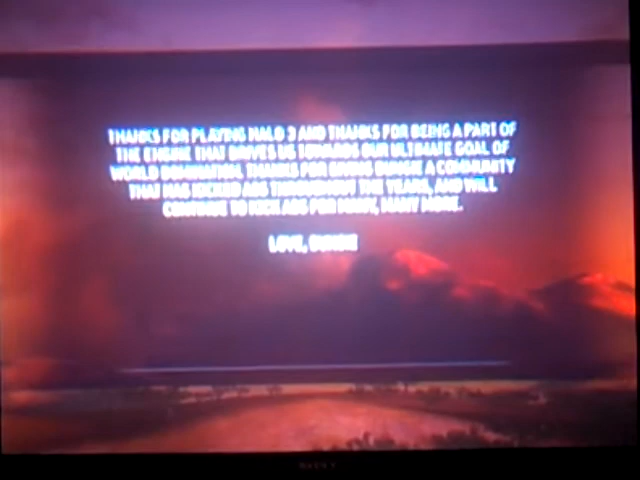 THANKS FOR PLAYING HALO 3 AND THANKS FOR BEING A PART OF
THE ENGINE THAT DRIVES US TOWARDS OUR ULTIMATE GOAL OF
WORLD DOMINATION. THANKS FOR GIVING BUNGIE A COMMUNITY
THAT HAS KICKED ASS THROUGHOUT THE YEARS, AND WILL
CONTINUE TO KICK ASS FOR MANY, MANY MORE.
LOVE, BUNGIE
SONY